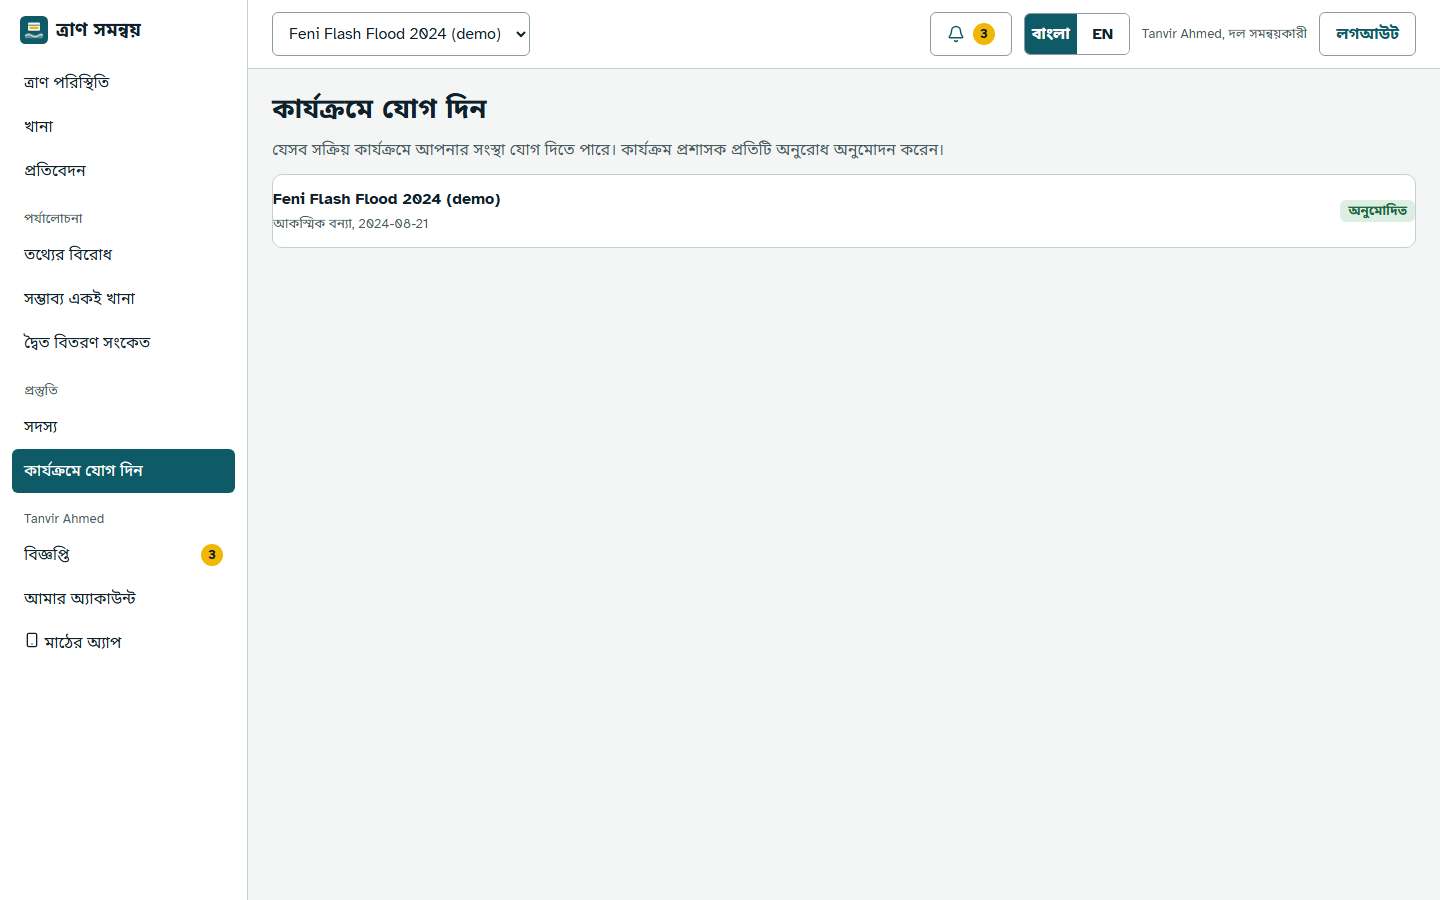 ত্রাণ সমন্বয়
ত্রাণ পরিস্থিতি
খানা
প্রতিবেদন
পর্যালোচনা
তথ্যের বিরোধ
সম্ভাব্য একই খানা
দ্বৈত বিতরণ সংকেত
প্রস্তুতি
সদস্য
কার্যক্রমে যোগ দিন
Tanvir Ahmed
বিজ্ঞপ্তি 3
আমার অ্যাকাউন্ট
মাঠের অ্যাপ
Feni Flash Flood 2024 (demo) 3 বাংলা EN Tanvir Ahmed, দল সমন্বয়কারী লগআউট
কার্যক্রমে যোগ দিন
যেসব সক্রিয় কার্যক্রমে আপনার সংস্থা যোগ দিতে পারে। কার্যক্রম প্রশাসক প্রতিটি অনুরোধ অনুমোদন করেন।
Feni Flash Flood 2024 (demo)
আকস্মিক বন্যা, 2024-08-21
অনুমোদিত